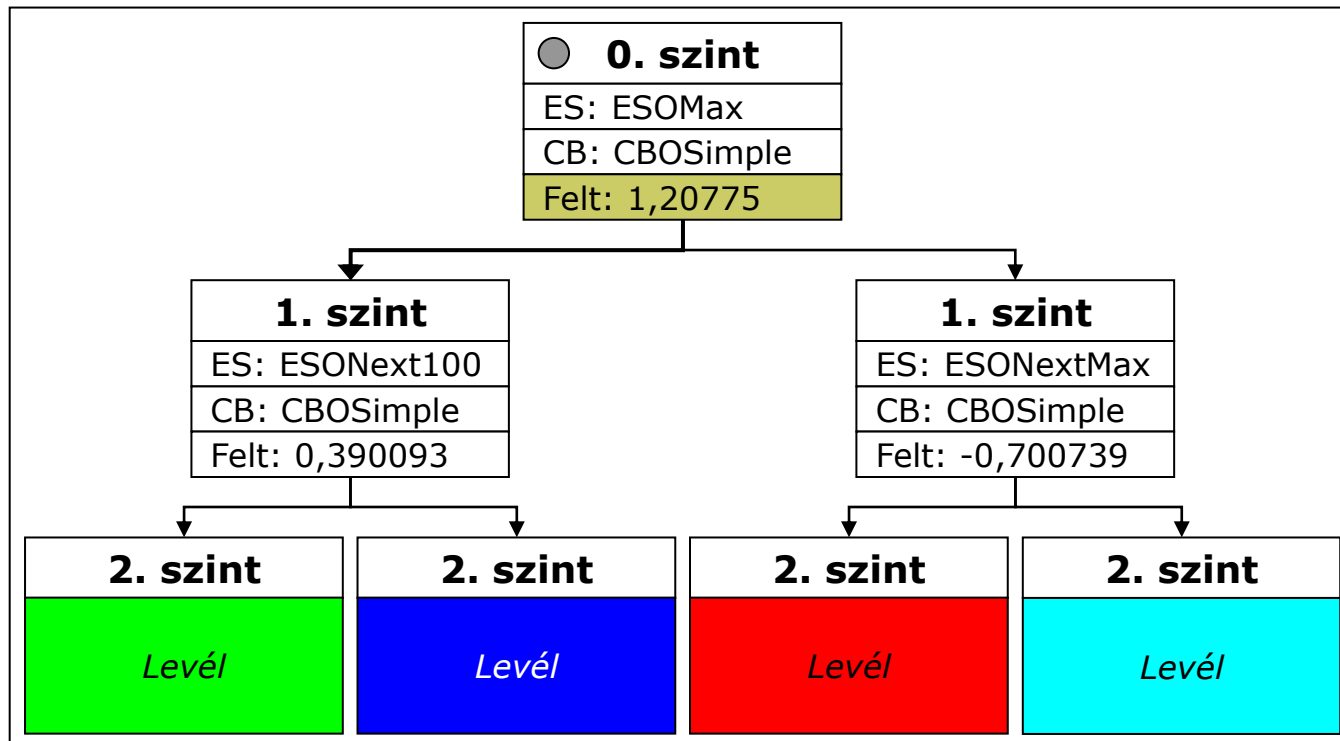 0. szint
ES: ESOMax
CB: CBOSimple
Felt: 1,20775
1. szint
ES: ESONext100
CB: CBOSimple
Felt: 0,390093
1. szint
ES: ESONextMax
CB: CBOSimple
Felt: -0,700739
2. szint
Levél
2. szint
Levél
2. szint
Levél
2. szint
Levél